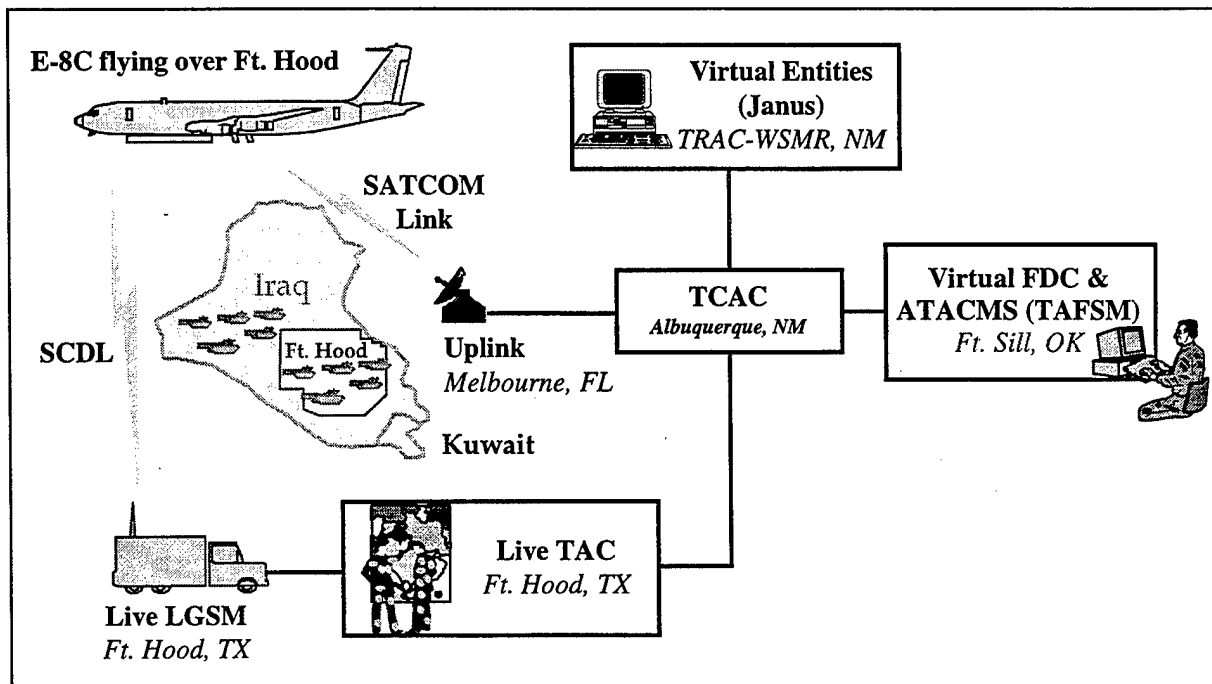 E-8C flying over Ft. Hood
Virtual Entities
(Janus)
TRAC-WSMR, NM
SATCOM
Link
Iraq
Ft. Hood
SCDL
Uplink
Melbourne, FL
Kuwait
TCAC
Albuquerque, NM
Virtual FDC &
ATACMS (TAFSM)
Ft. Sill, OK
Live TAC
Ft. Hood, TX
Live LGSM
Ft. Hood, TX